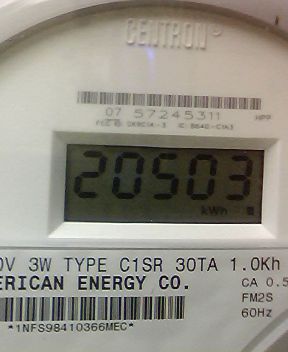 CENTRON®
07 57245311 HPP
20503
kWh
0V 3W TYPE C1SR 30TA 1.0Kh
ERICAN ENERGY CO. CA 0.5
FM2S
60Hz
*1NFS98410366MEC*